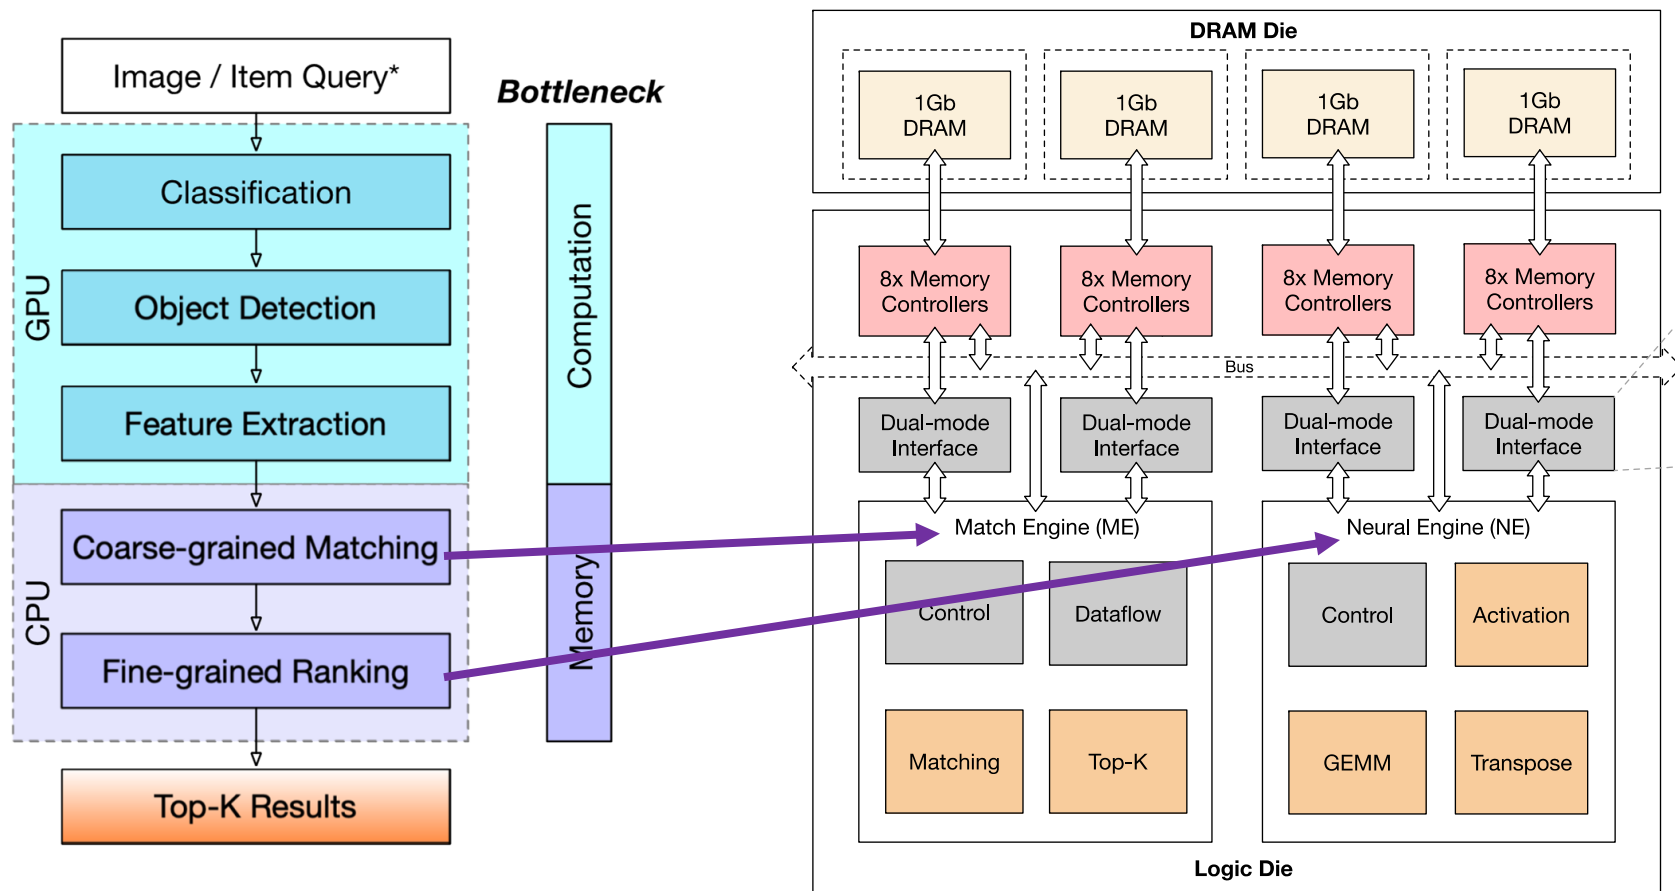 Image / Item Query*
Bottleneck
GPU
Classification
Object Detection
Feature Extraction
Computation
CPU
Coarse-grained Matching
Fine-grained Ranking
Memory
Top-K Results
DRAM Die
1Gb
DRAM
1Gb
DRAM
1Gb
DRAM
1Gb
DRAM
8x Memory
Controllers
8x Memory
Controllers
8x Memory
Controllers
8x Memory
Controllers
Bus
Dual-mode
Interface
Dual-mode
Interface
Dual-mode
Interface
Dual-mode
Interface
Match Engine (ME)
Control
Dataflow
Matching
Top-K
Neural Engine (NE)
Control
Activation
GEMM
Transpose
Logic Die